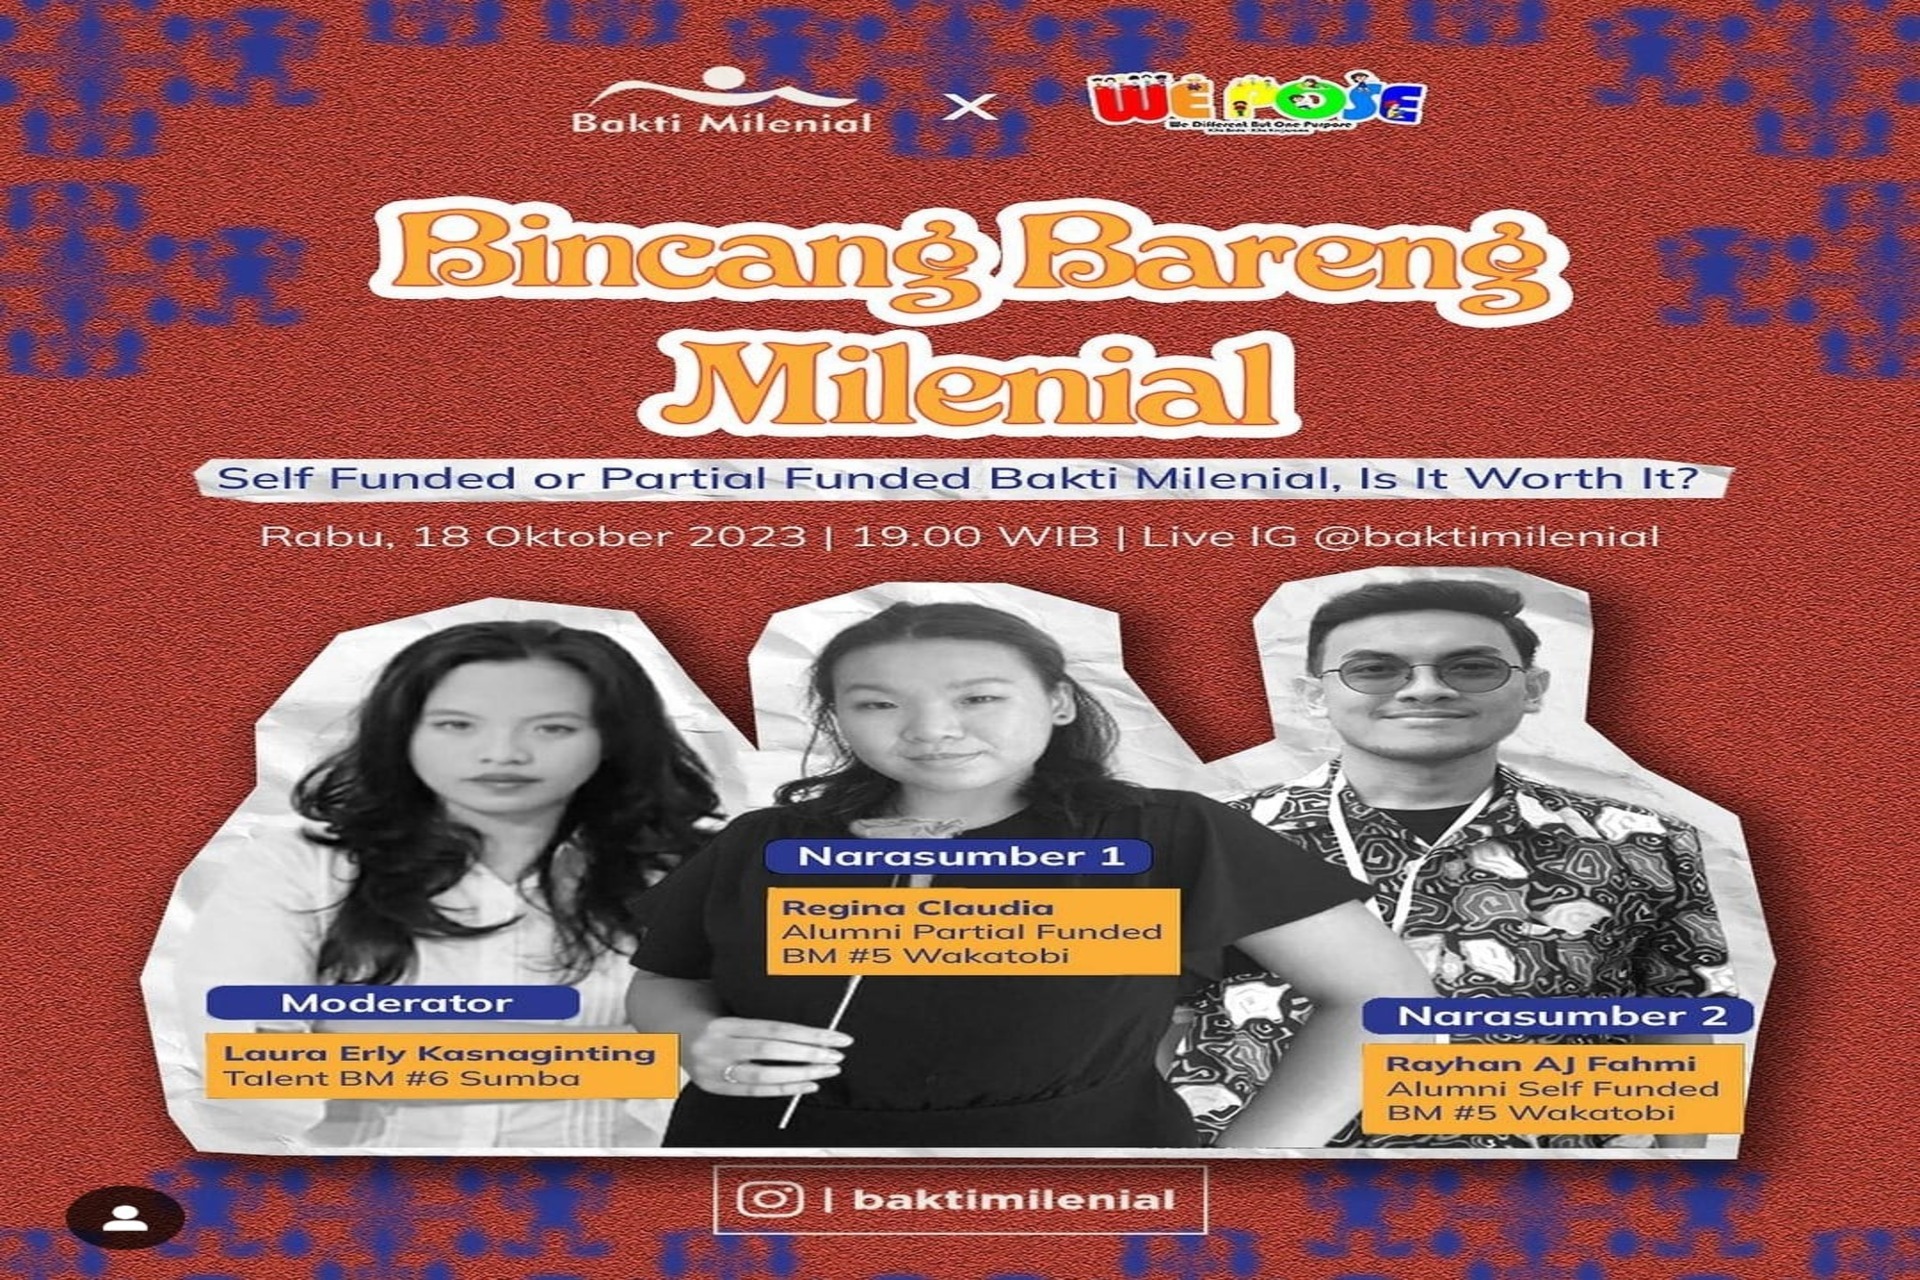 Bakti Milenial
X
WE POSE
We Different But One Purpose
Bincang Bareng
Milenial
Self Funded or Partial Funded Bakti Milenial, Is It Worth It?
Rabu, 18 Oktober 2023 | 19.00 WIB | Live IG @baktimilenial
Narasumber 1
Regina Claudia
Alumni Partial Funded
BM #5 Wakatobi
Moderator
Laura Erly Kasnaginting
Talent BM #6 Sumba
Narasumber 2
Rayhan AJ Fahmi
Alumni Self Funded
BM #5 Wakatobi
| baktimilenial